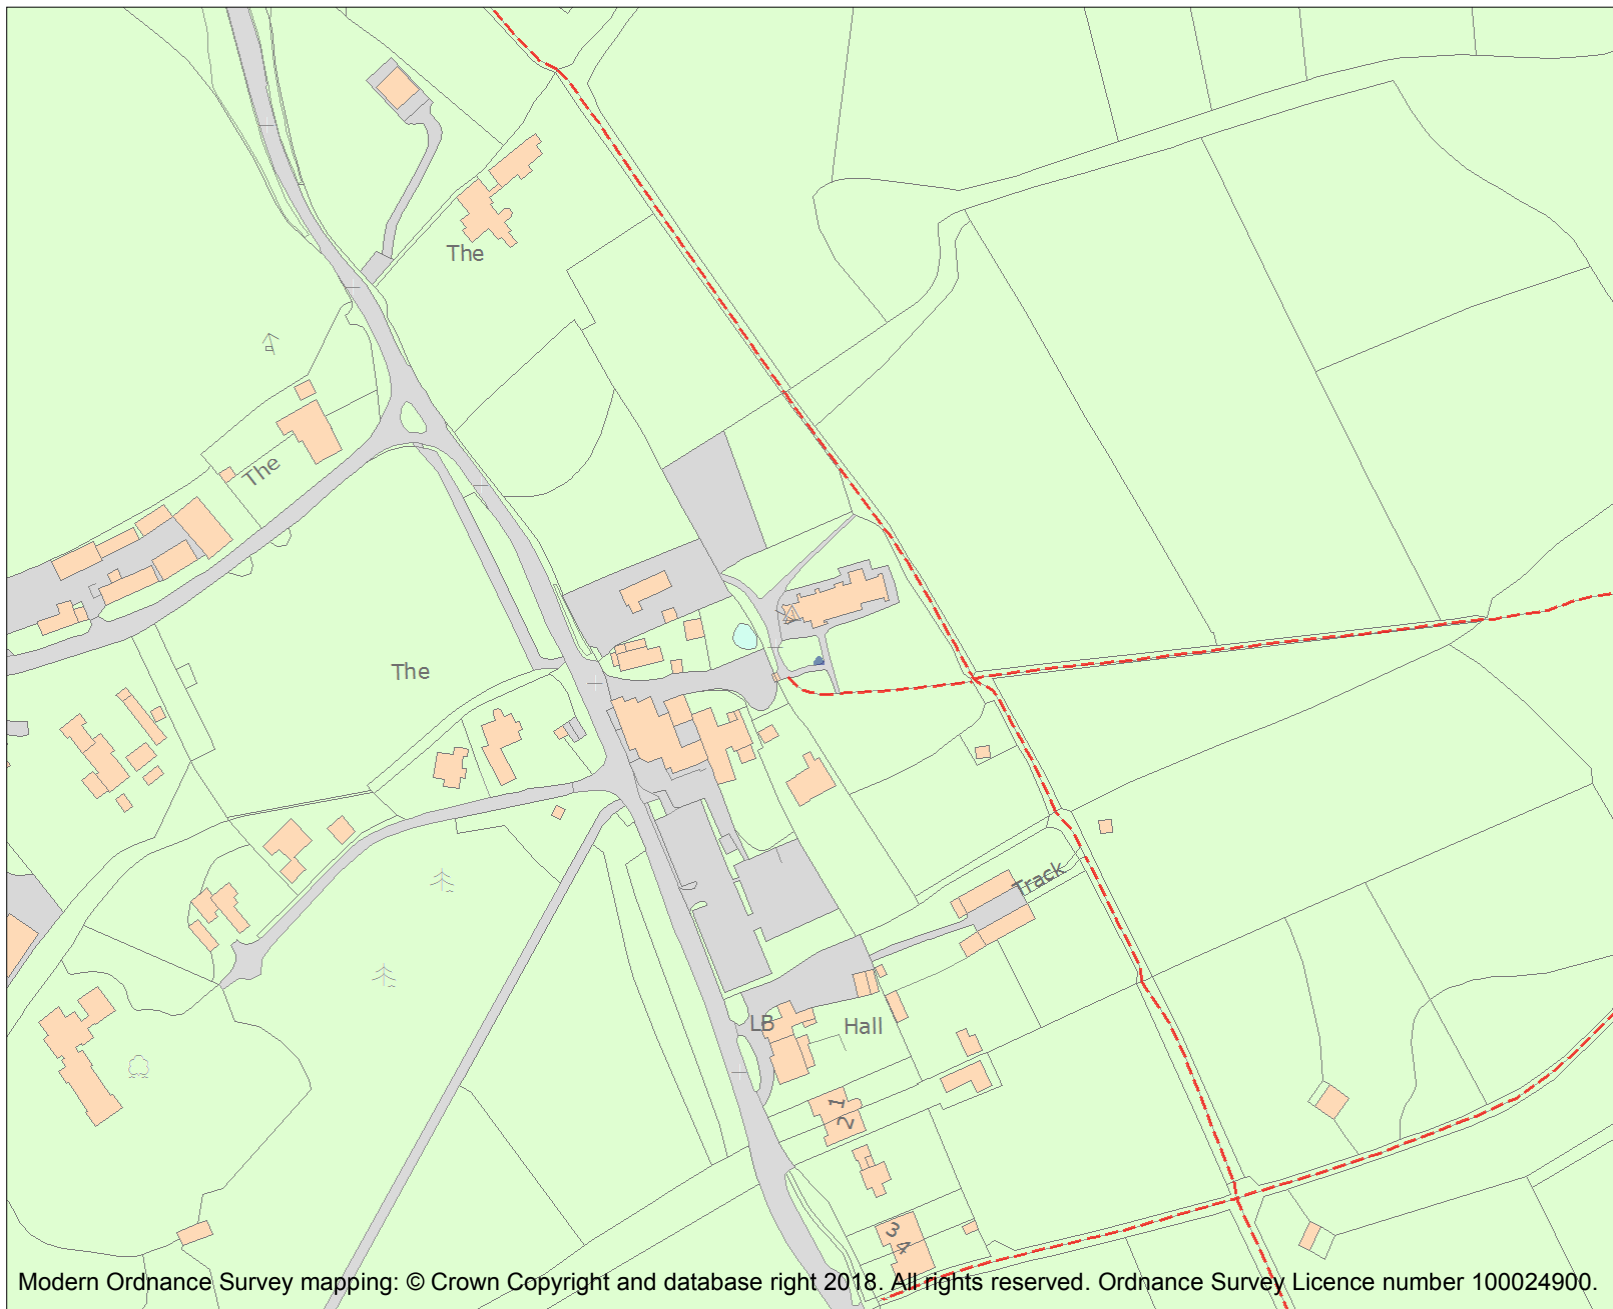 The
The
The
Track
LB
Hall
1
2
3
4
Modern Ordnance Survey mapping: © Crown Copyright and database right 2018. All rights reserved. Ordnance Survey Licence number 100024900.